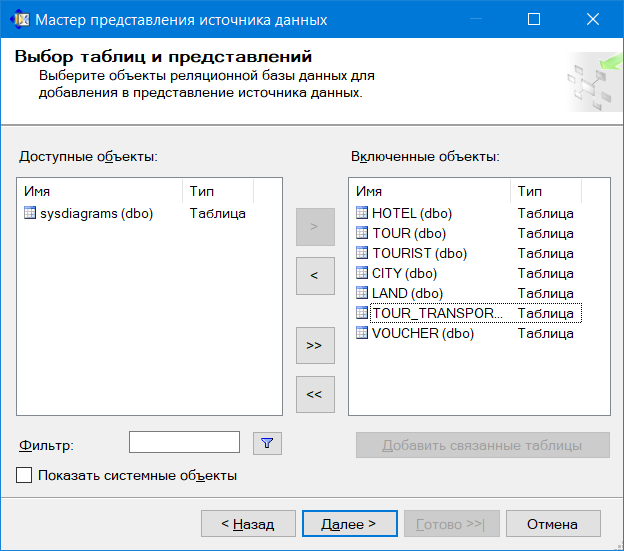 Мастер представления источника данных
Выбор таблиц и представлений
Выберите объекты реляционной базы данных для
добавления в представление источника данных.
Доступные объекты:
Имя Тип
sysdiagrams (dbo) Таблица
>
<
>>
<<
Включенные объекты:
Имя Тип
HOTEL (dbo) Таблица
TOUR (dbo) Таблица
TOURIST (dbo) Таблица
CITY (dbo) Таблица
LAND (dbo) Таблица
TOUR_TRANSPOR... Таблица
VOUCHER (dbo) Таблица
Фильтр:
Добавить связанные таблицы
Показать системные объекты
< Назад Далее > Готово >>| Отмена